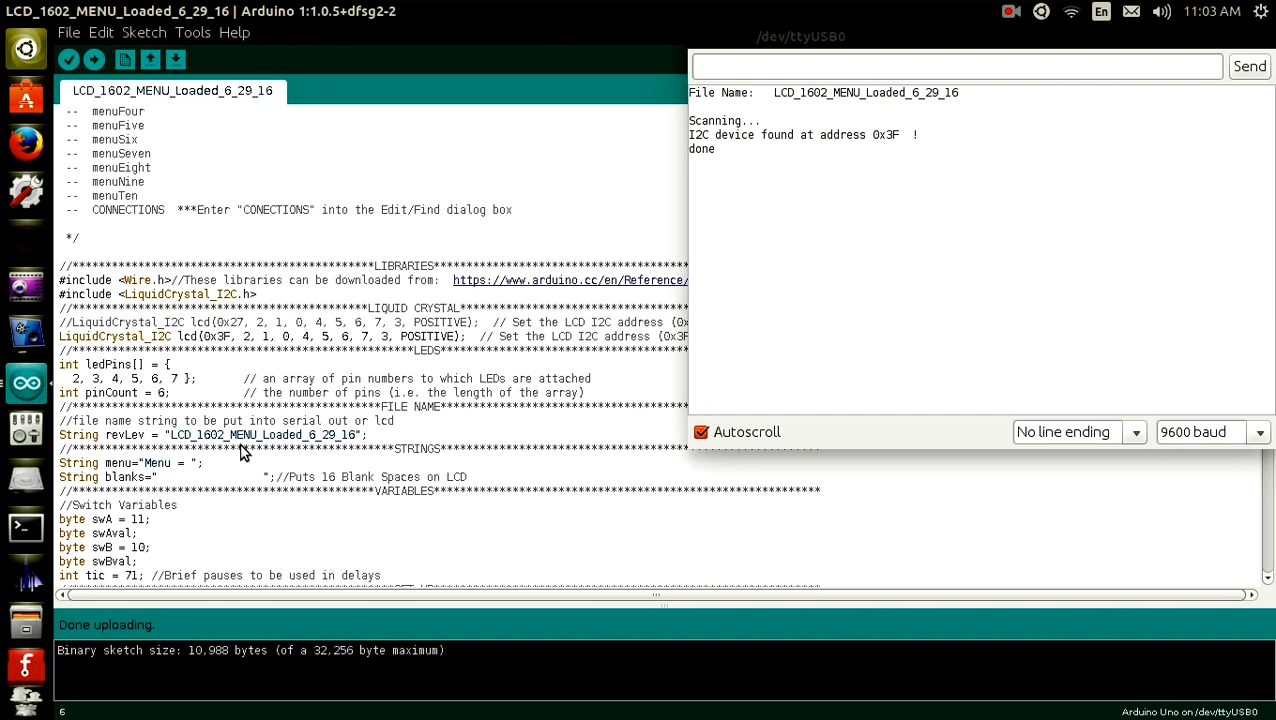 LCD_1602_MENU_Loaded_6_29_16 | Arduino 1:1.0.5+dfsg2-2
En
11:03 AM
File Edit Sketch Tools Help
/dev/ttyUSB0
LCD_1602_MENU_Loaded_6_29_16
-- menuFour
-- menuFive
-- menuSix
-- menuSeven
-- menuEight
-- menuNine
-- menuTen
-- CONNECTIONS ***Enter "CONECTIONS" into the Edit/Find dialog box
*/
//*****************************************LIBRARIES**********************************
#include <Wire.h>//These libraries can be downloaded from: https://www.arduino.cc/en/Reference/
#include <LiquidCrystal_I2C.h>
//*****************************************LIQUID CRYSTAL*******************************
//LiquidCrystal_I2C lcd{0x27, 2, 1, 0, 4, 5, 6, 7, 3, POSITIVE}; // Set the LCD I2C address {0x
LiquidCrystal_I2C lcd{0x3F, 2, 1, 0, 4, 5, 6, 7, 3, POSITIVE}; // Set the LCD I2C address {0x3F
//*****************************************LEDS**********************************
int ledPins[] = {
2, 3, 4, 5, 6, 7 }; // an array of pin numbers to which LEDs are attached
int pinCount = 6; // the number of pins (i.e. the length of the array)
//*****************************************FILE NAME**********************************
//file name string to be put into serial out or lcd
String revLev = "LCD_1602_MENU_Loaded_6_29_16";
//*****************************************STRINGS**********************************
String menu="Menu = ";
String blanks="                ";//Puts 16 Blank Spaces on LCD
//*****************************************VARIABLES**********************************************************
//Switch Variables
byte swA = 11;
byte swAval;
byte swB = 10;
byte swBval;
int tic = 71; //Brief pauses to be used in delays
Send
File Name: LCD_1602_MENU_Loaded_6_29_16
Scanning...
I2C device found at address 0x3F !
done
Autoscroll
No line ending
9600 baud
Done uploading.
Binary sketch size: 10,988 bytes (of a 32,256 byte maximum)
6
Arduino Uno on /dev/ttyUSB0